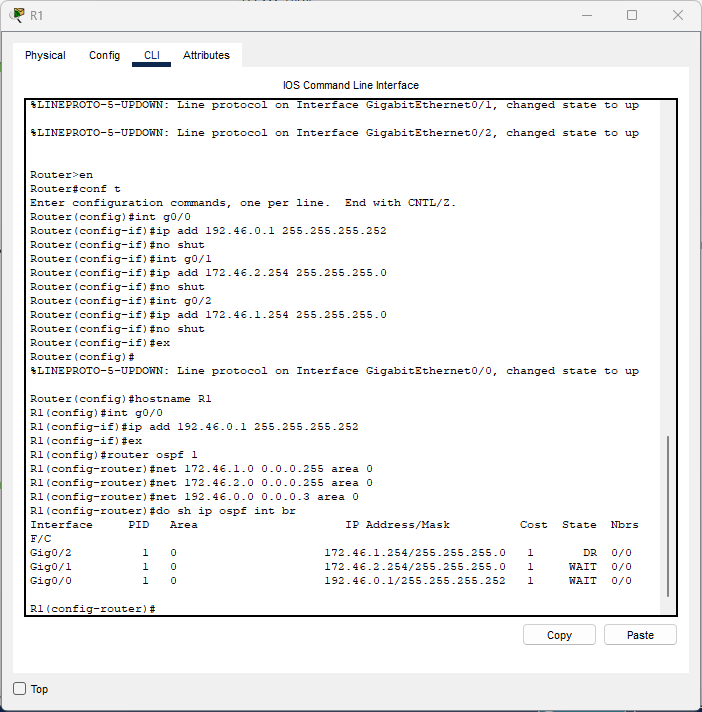 R1
Physical Config CLI Attributes
IOS Command Line Interface
%LINEPROTO-5-UPDOWN: Line protocol on Interface GigabitEthernet0/1, changed state to up
%LINEPROTO-5-UPDOWN: Line protocol on Interface GigabitEthernet0/2, changed state to up
Router>en
Router#conf t
Enter configuration commands, one per line.  End with CNTL/Z.
Router(config)#int g0/0
Router(config-if)#ip add 192.46.0.1 255.255.255.252
Router(config-if)#no shut
Router(config-if)#int g0/1
Router(config-if)#ip add 172.46.2.254 255.255.255.0
Router(config-if)#no shut
Router(config-if)#int g0/2
Router(config-if)#ip add 172.46.1.254 255.255.255.0
Router(config-if)#no shut
Router(config-if)#ex
Router(config)#
%LINEPROTO-5-UPDOWN: Line protocol on Interface GigabitEthernet0/0, changed state to up
Router(config)#hostname R1
R1(config)#int g0/0
R1(config-if)#ip add 192.46.0.1 255.255.255.252
R1(config-if)#ex
R1(config)#router ospf 1
R1(config-router)#net 172.46.1.0 0.0.0.255 area 0
R1(config-router)#net 172.46.2.0 0.0.0.255 area 0
R1(config-router)#net 192.46.0.0 0.0.0.3 area 0
R1(config-router)#do sh ip ospf int br
Interface PID Area IP Address/Mask Cost State Nbrs
F/C
Gig0/2 1 0 172.46.1.254/255.255.255.0 1 DR 0/0
Gig0/1 1 0 172.46.2.254/255.255.255.0 1 WAIT 0/0
Gig0/0 1 0 192.46.0.1/255.255.255.252 1 WAIT 0/0
R1(config-router)#
Copy Paste
Top